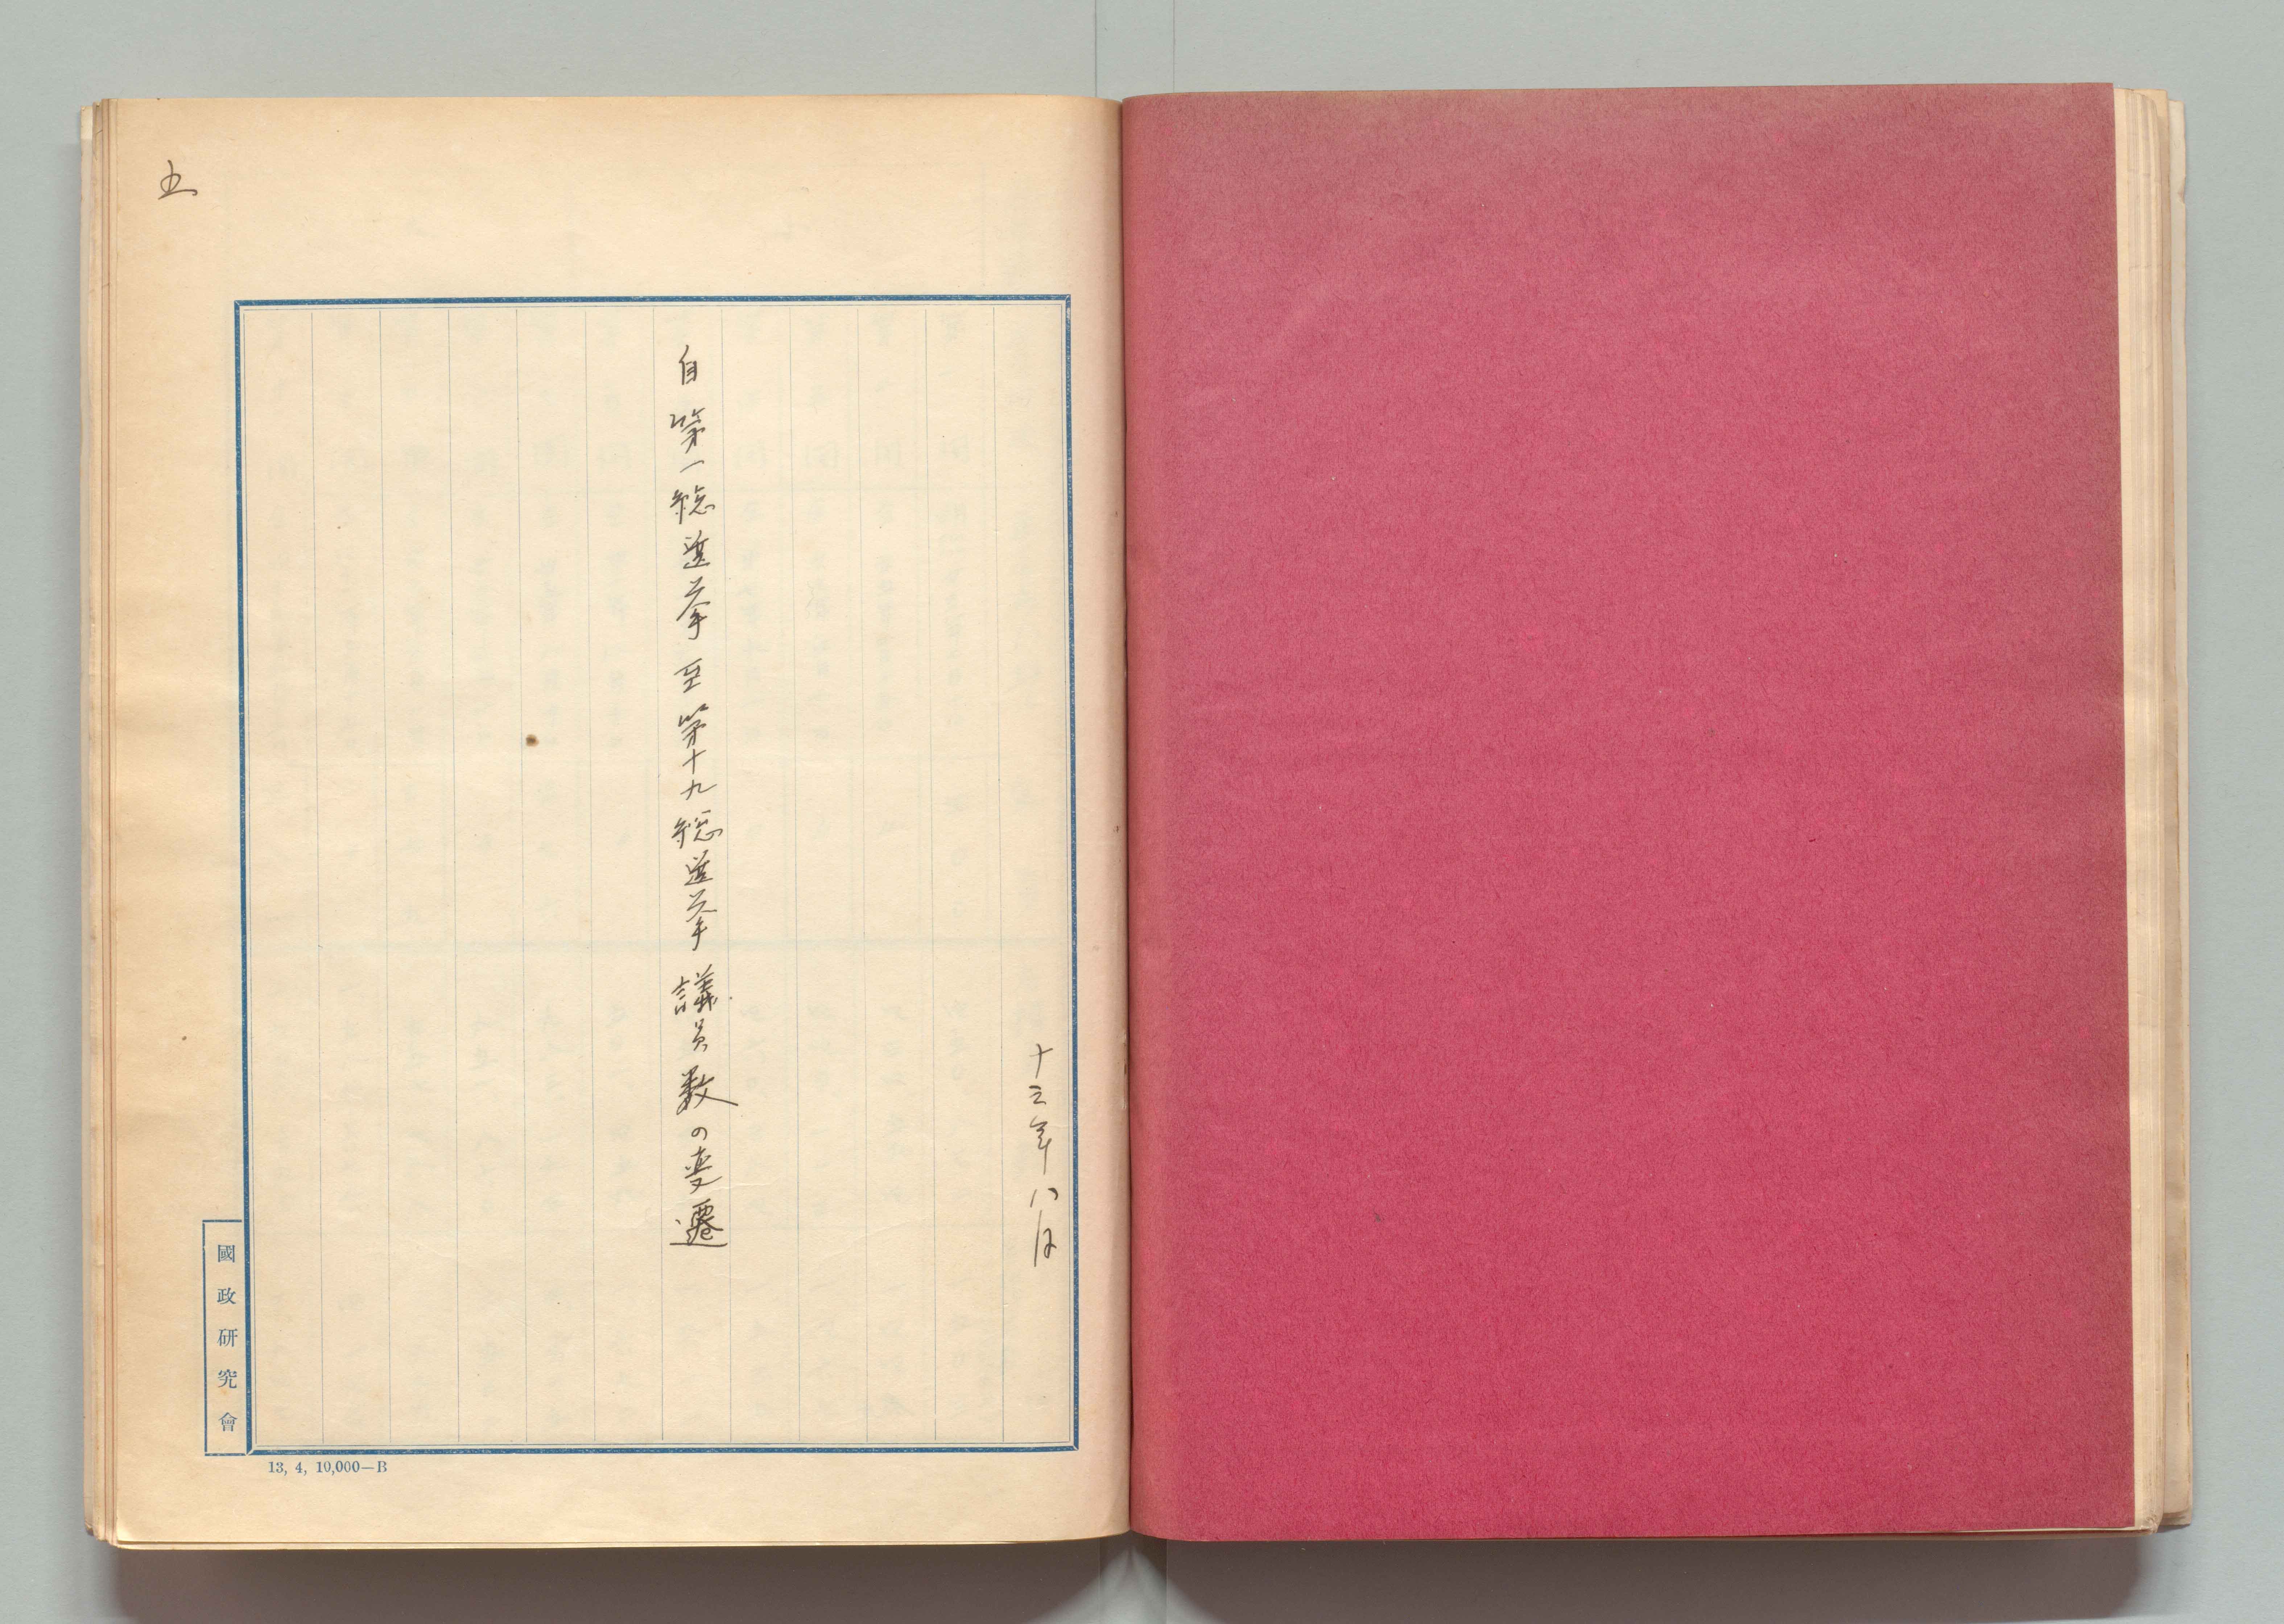 十三年八月
自第一総選挙至第十九総選挙議員数の変遷
五
國政研究會
13, 4, 10,000—B